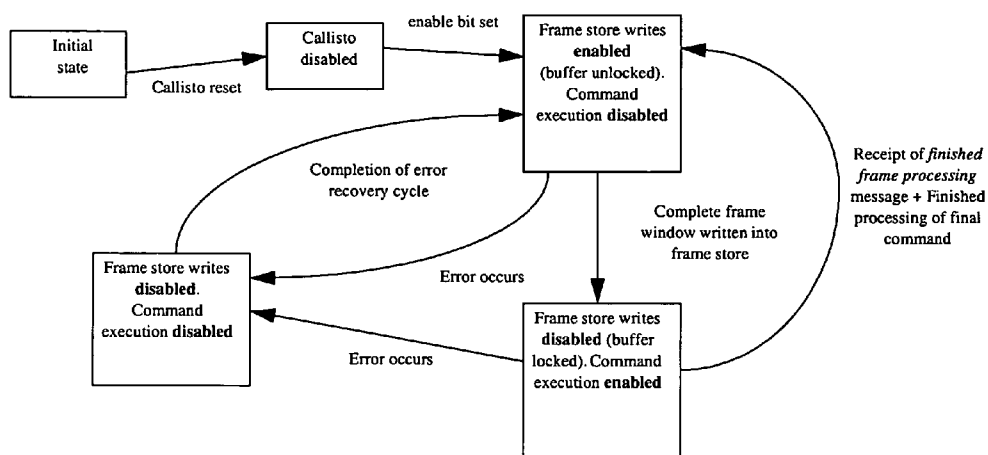 Initial
state
Callisto reset
Callisto
disabled
enable bit set
Frame store writes
enabled
(buffer unlocked).
Command
execution disabled
Completion of error
recovery cycle
Receipt of finished
frame processing
message + Finished
processing of final
command
Complete frame
window written into
frame store
Error occurs
Frame store writes
disabled.
Command
execution disabled
Error occurs
Frame store writes
disabled (buffer
locked). Command
execution enabled